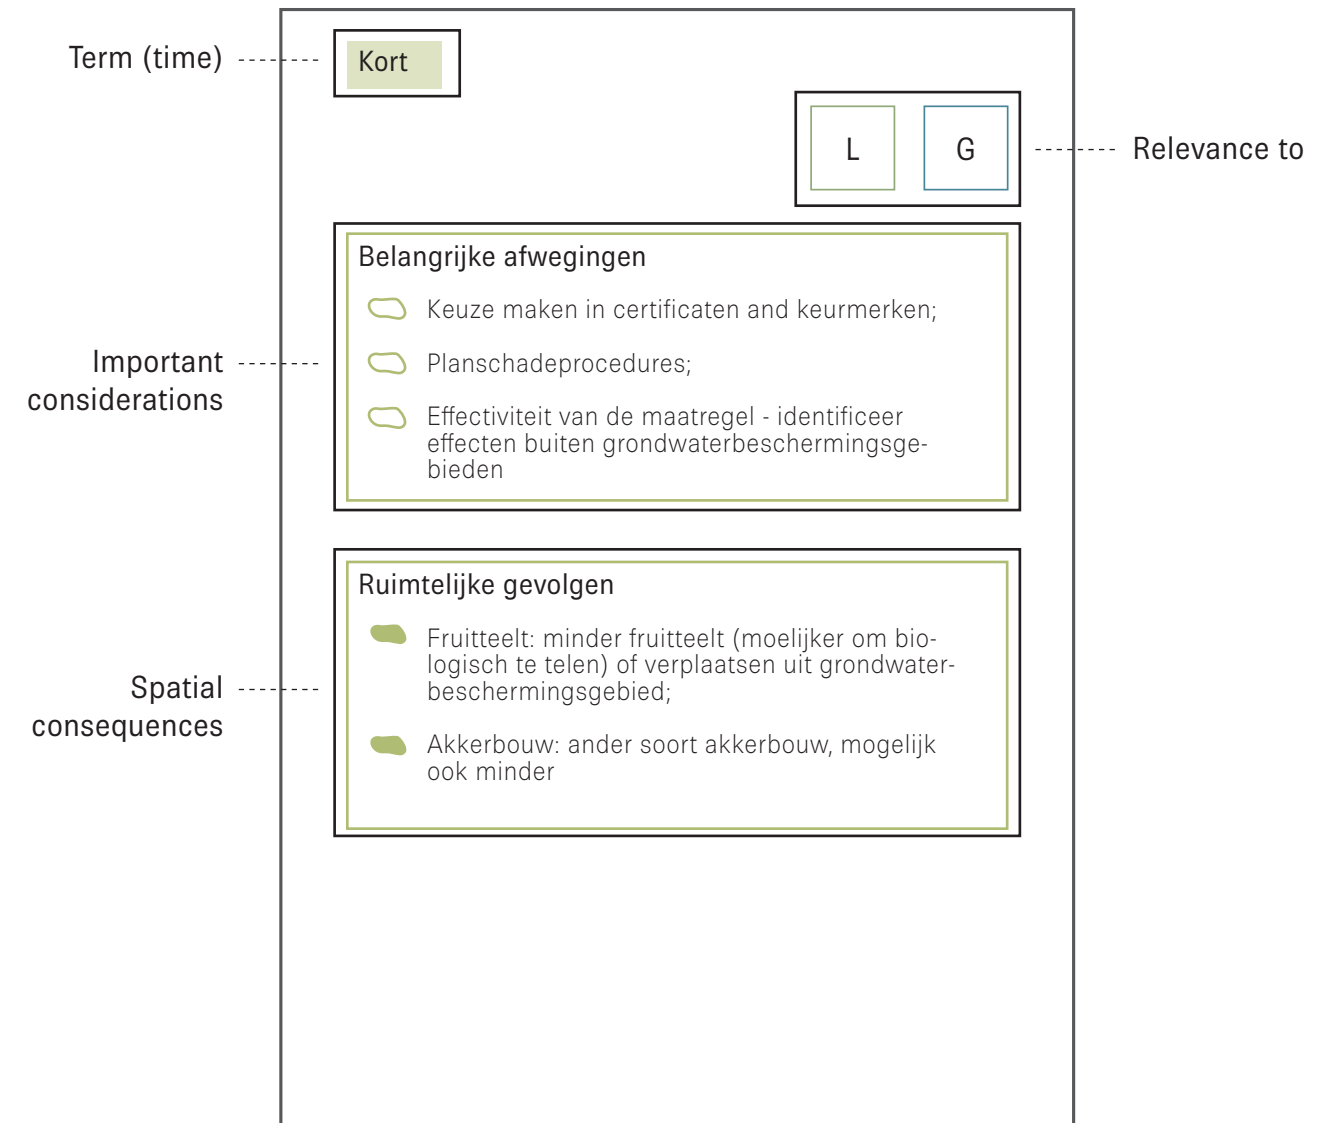 Term (time)
Kort
L
G
Relevance to
Belangrijke afwegingen
Keuze maken in certificaten and keurmerken;
Important
considerations
Planschadeprocedures;
Effectiviteit van de maatregel - identificeer
effecten buiten grondwaterbeschermingsge-
bieden
Ruimtelijke gevolgen
Fruitteelt: minder fruitteelt (moelijker om bio-
logisch te telen) of verplaatsen uit grondwater-
beschermingsgebied;
Spatial
consequences
Akkerbouw: ander soort akkerbouw, mogelijk
ook minder